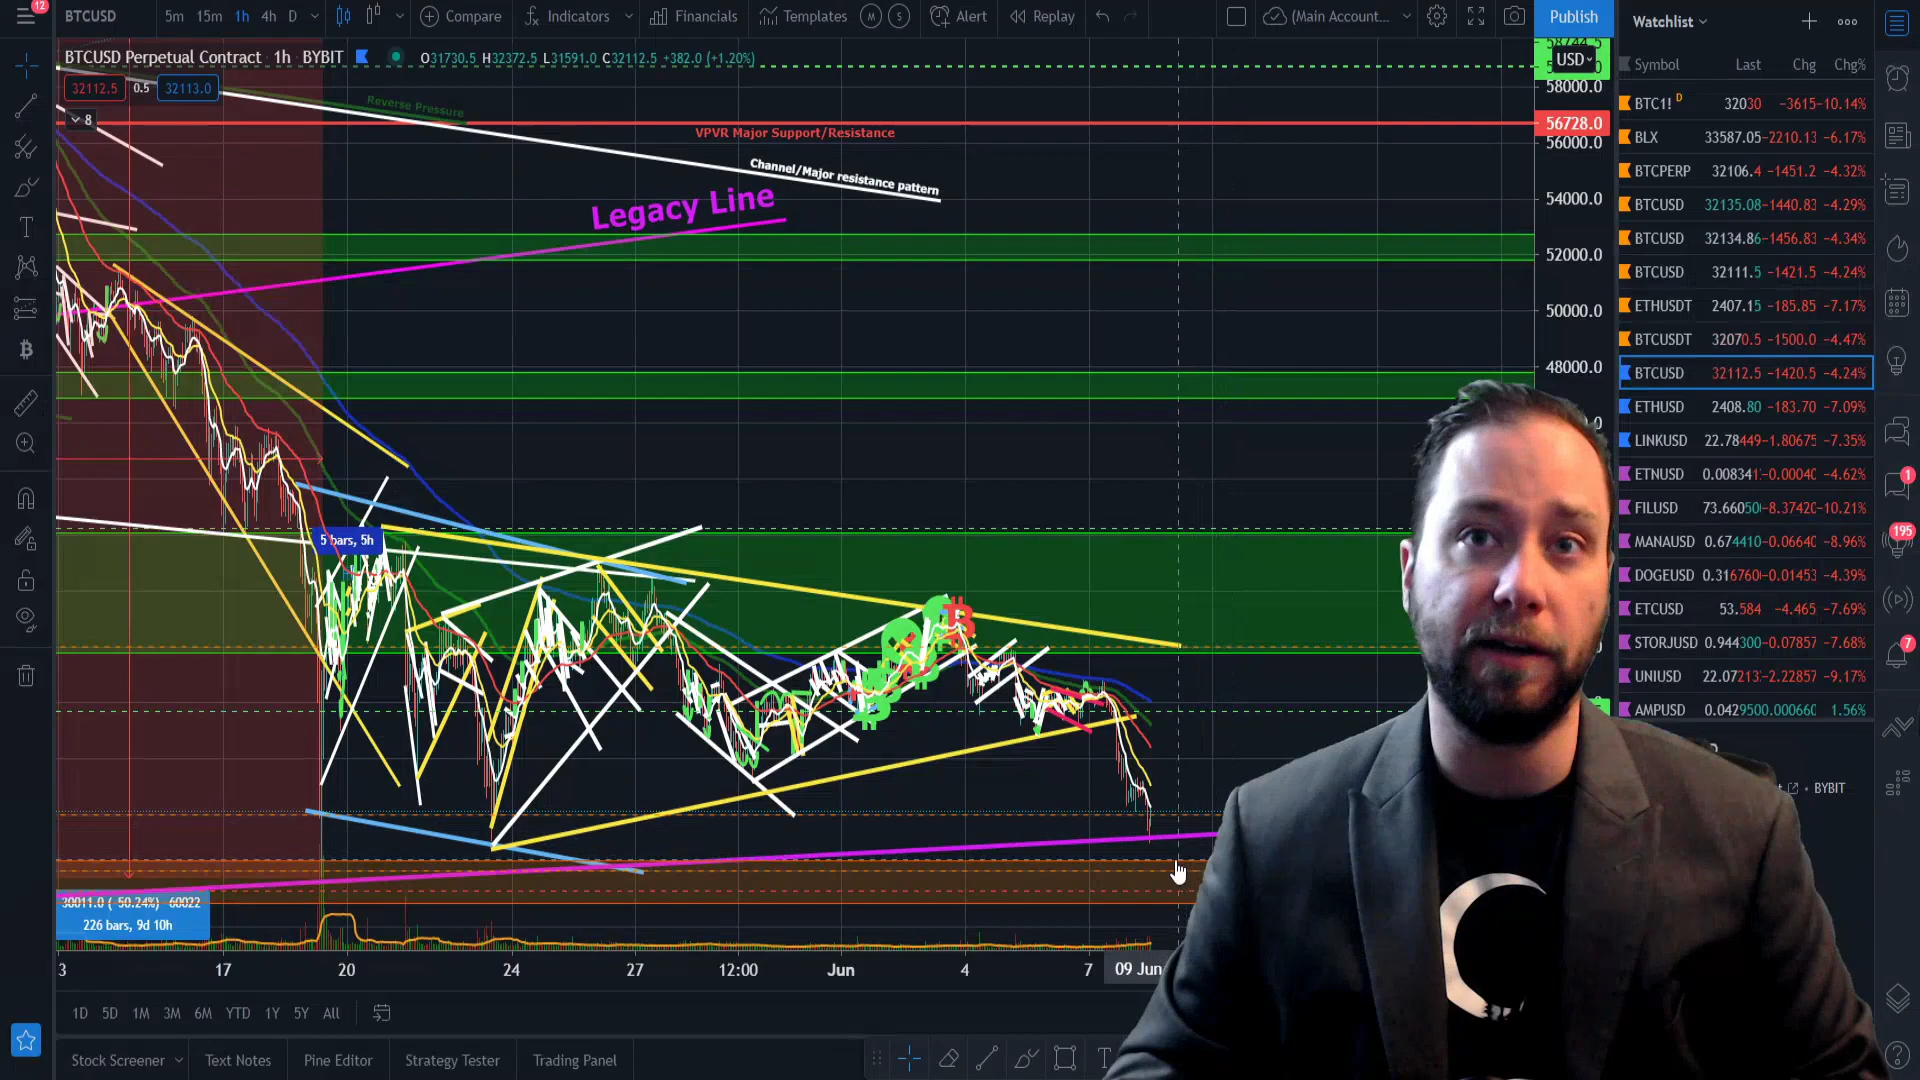 12
BTCUSD 5m 15m 1h 4h D Compare Indicators Financials Templates M S Alert Replay (Main Account... Publish
Watchlist
BTCUSD Perpetual Contract · 1h · BYBIT O31730.5 H32372.5 L31591.0 C32112.5 +382.0 (+1.20%)
32112.5 0.5 32113.0
8
Reverse Pressure
VPVR Major Support/Resistance
Channel/Major resistance pattern
Legacy Line
5 bars, 5h
USD
58000.0
56728.0
56000.0
54000.0
52000.0
50000.0
48000.0
Symbol Last Chg Chg%
BTC1! D 32030 −3615 −10.14%
BLX 33587.05 −2210.13 −6.17%
BTCPERP 32106.4 −1451.2 −4.32%
BTCUSD 32135.08 −1440.83 −4.29%
BTCUSD 32134.86 −1456.83 −4.34%
BTCUSD 32111.5 −1421.5 −4.24%
ETHUSDT 2407.15 −185.85 −7.17%
BTCUSDT 32070.5 −1500.0 −4.47%
BTCUSD 32112.5 −1420.5 −4.24%
ETHUSD 2408.80 −183.70 −7.09%
LINKUSD 22.78449 −1.80675 −7.35%
ETNUSD 0.008341 −0.00040 −4.62%
FILUSD 73.66050 −8.37420 −10.21%
MANAUSD 0.674410 −0.06640 −8.96%
DOGEUSD 0.316760 −0.01453 −4.39%
ETCUSD 53.584 −4.465 −7.69%
STORJUSD 0.944300 −0.07857 −7.68%
UNIUSD 22.07213 −2.22857 −9.17%
AMPUSD 0.0429500.000660 1.56%
BYBIT
1
195
7
30011.0 (−50.24%) 60022
226 bars, 9d 10h
3 17 20 24 27 12:00 Jun 4 7 09 Jun
1D 5D 1M 3M 6M YTD 1Y 5Y All
Stock Screener Text Notes Pine Editor Strategy Tester Trading Panel